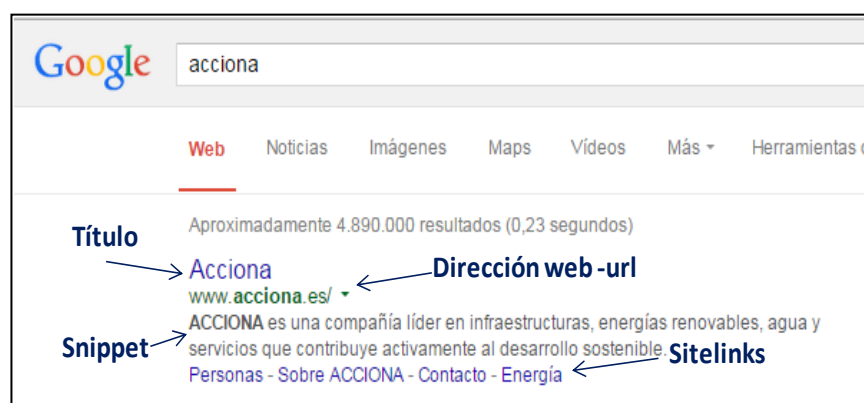 Google acciona
Web Noticias Imágenes Maps Vídeos Más Herramientas
Aproximadamente 4.890.000 resultados (0,23 segundos)
Título
Acciona
Dirección web -url
www.acciona.es/
ACCIONA es una compañía líder en infraestructuras, energías renovables, agua y
Snippet
servicios que contribuye activamente al desarrollo sostenible.
Sitelinks
Personas - Sobre ACCIONA - Contacto - Energía